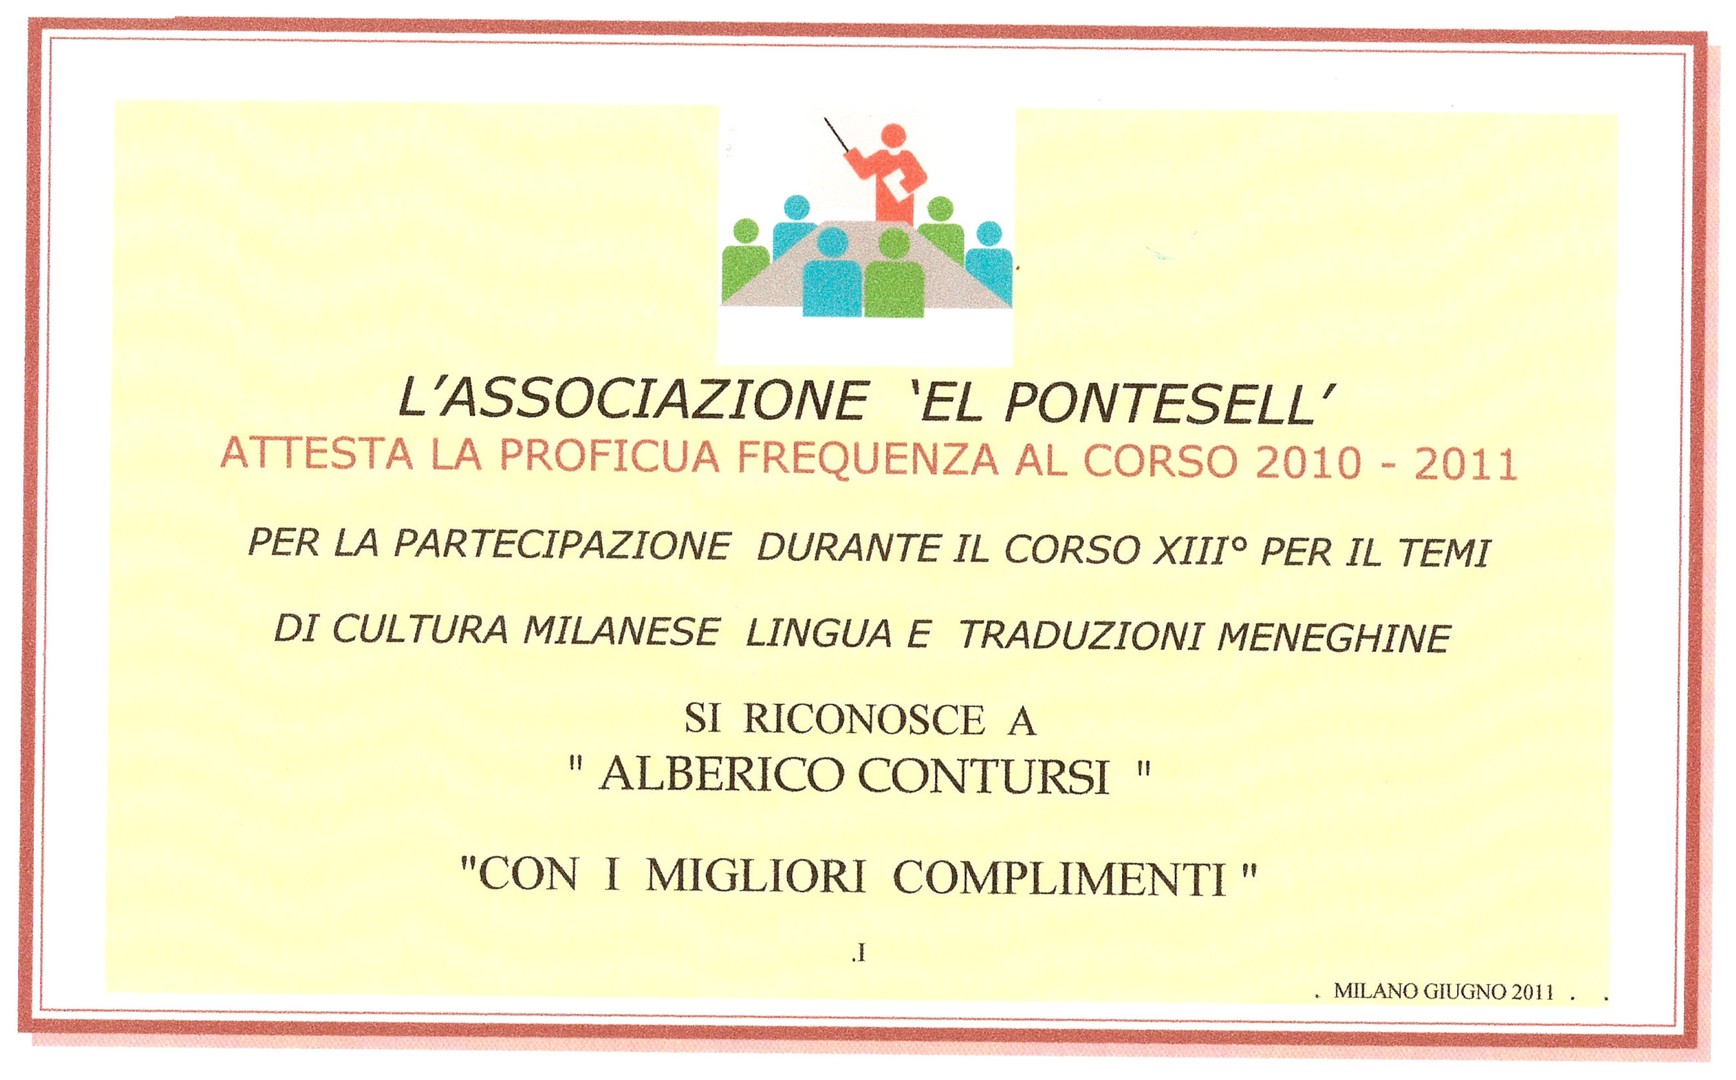 L'ASSOCIAZIONE 'EL PONTESELL'
ATTESTA LA PROFICUA FREQUENZA AL CORSO 2010 - 2011
PER LA PARTECIPAZIONE DURANTE IL CORSO XIII° PER IL TEMI
DI CULTURA MILANESE LINGUA E TRADUZIONI MENEGHINE
SI RICONOSCE A
" ALBERICO CONTURSI "
"CON I MIGLIORI COMPLIMENTI "
.I
. MILANO GIUGNO 2011 . .